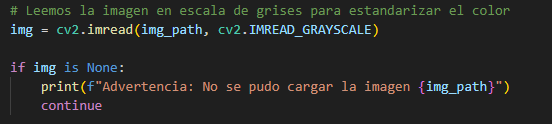 # Leemos la imagen en escala de grises para estandarizar el color
img = cv2.imread(img_path, cv2.IMREAD_GRAYSCALE)

if img is None:
    print(f"Advertencia: No se pudo cargar la imagen {img_path}")
    continue